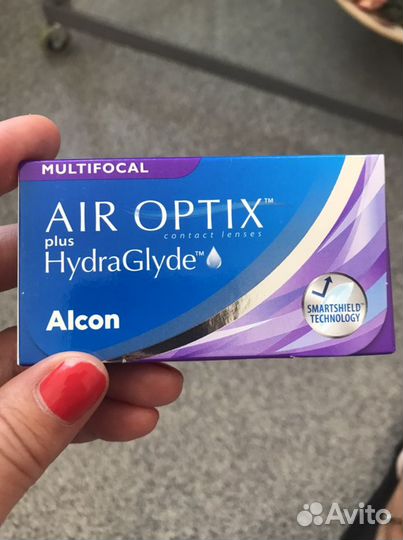 MULTIFOCAL
AIR OPTIX™
contact lenses
plus
HydraGlyde™
Alcon
SMARTSHIELD™
TECHNOLOGY
Avito